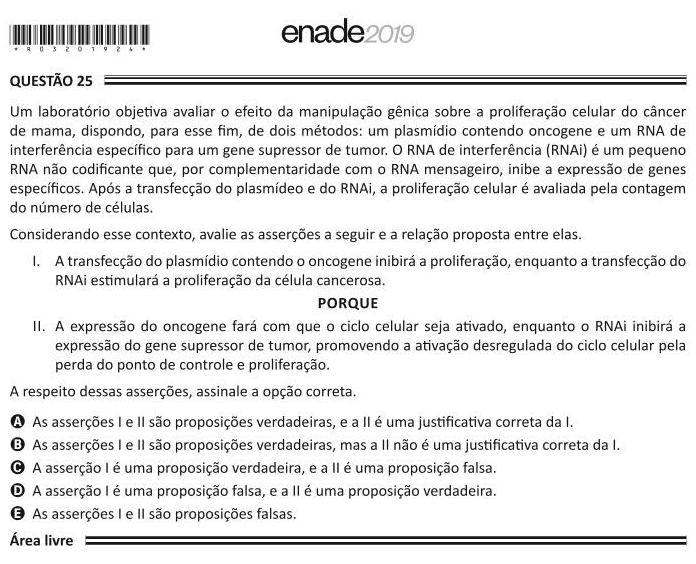 enade2019
*R03201924*
QUESTÃO 25
Um laboratório objetiva avaliar o efeito da manipulação gênica sobre a proliferação celular do câncer
de mama, dispondo, para esse fim, de dois métodos: um plasmídio contendo oncogene e um RNA de
interferência específico para um gene supressor de tumor. O RNA de interferência (RNAi) é um pequeno
RNA não codificante que, por complementaridade com o RNA mensageiro, inibe a expressão de genes
específicos. Após a transfecção do plasmídeo e do RNAi, a proliferação celular é avaliada pela contagem
do número de células.
Considerando esse contexto, avalie as asserções a seguir e a relação proposta entre elas.
I. A transfecção do plasmídio contendo o oncogene inibirá a proliferação, enquanto a transfecção do
RNAi estimulará a proliferação da célula cancerosa.
PORQUE
II. A expressão do oncogene fará com que o ciclo celular seja ativado, enquanto o RNAi inibirá a
expressão do gene supressor de tumor, promovendo a ativação desregulada do ciclo celular pela
perda do ponto de controle e proliferação.
A respeito dessas asserções, assinale a opção correta.
A As asserções I e II são proposições verdadeiras, e a II é uma justificativa correta da I.
B As asserções I e II são proposições verdadeiras, mas a II não é uma justificativa correta da I.
C A asserção I é uma proposição verdadeira, e a II é uma proposição falsa.
D A asserção I é uma proposição falsa, e a II é uma proposição verdadeira.
E As asserções I e II são proposições falsas.
Área livre